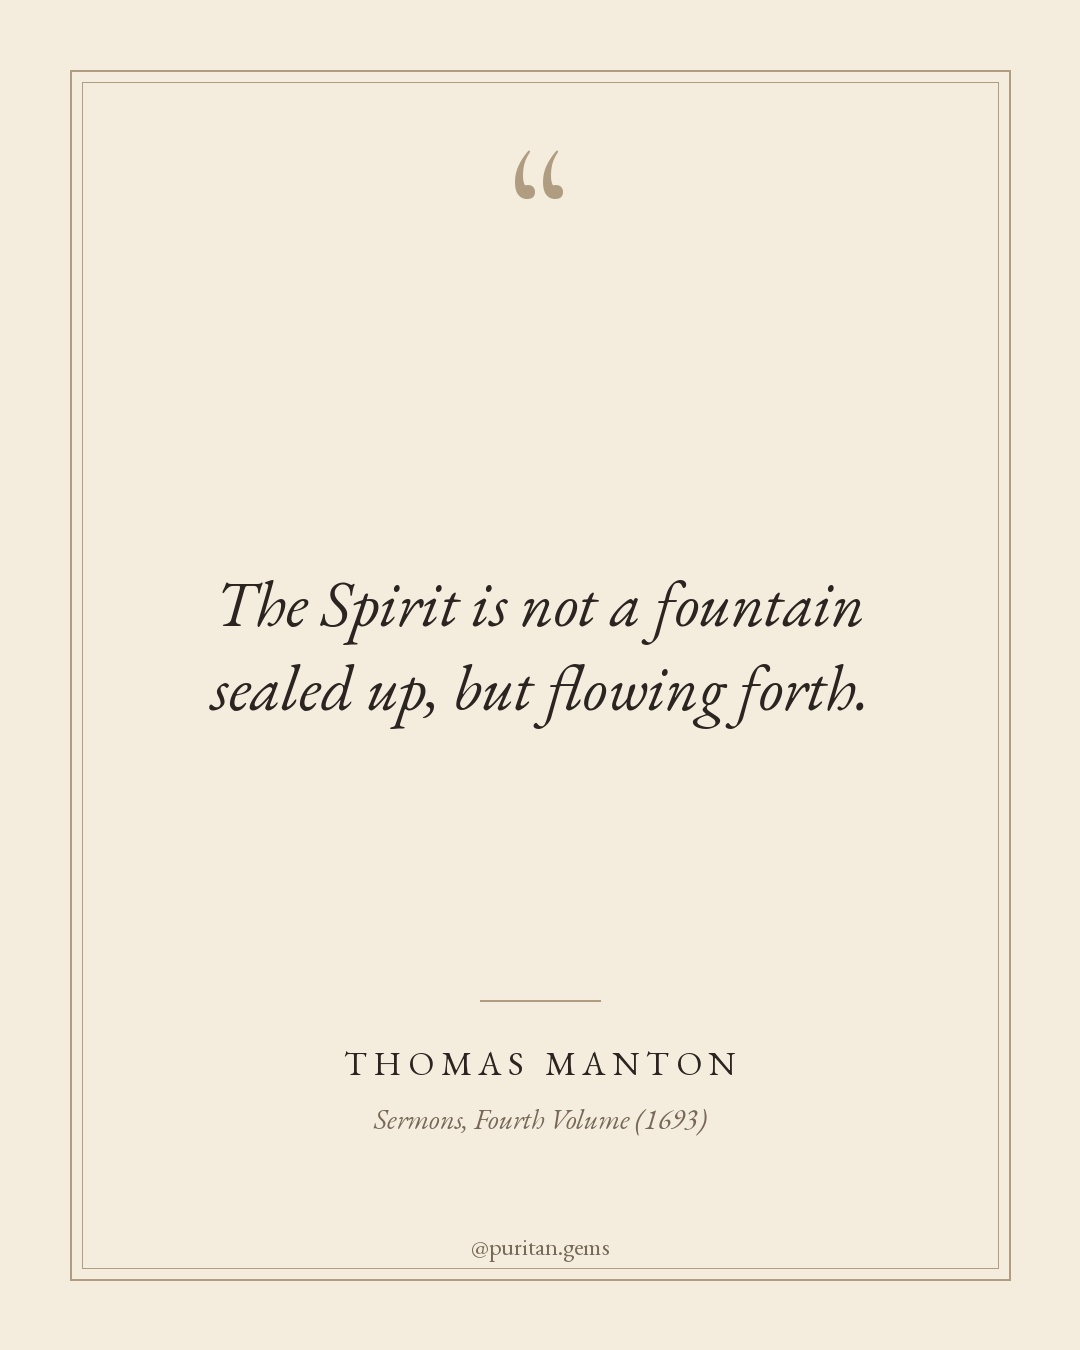 “
The Spirit is not a fountain
sealed up, but flowing forth.
THOMAS MANTON
Sermons, Fourth Volume (1693)
@puritan.gems